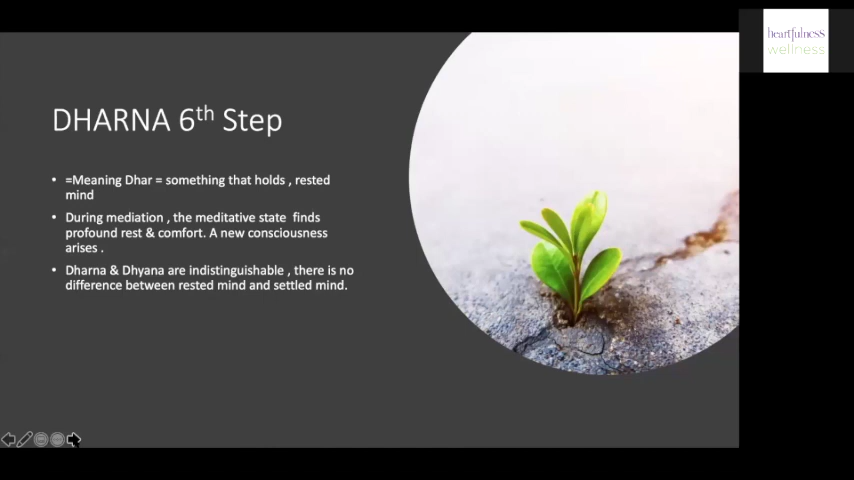 heartfulness
wellness
DHARNA 6th Step
• =Meaning Dhar = something that holds , rested
mind
• During mediation , the meditative state finds
profound rest & comfort. A new consciousness
arises .
• Dharna & Dhyana are indistinguishable , there is no
difference between rested mind and settled mind.